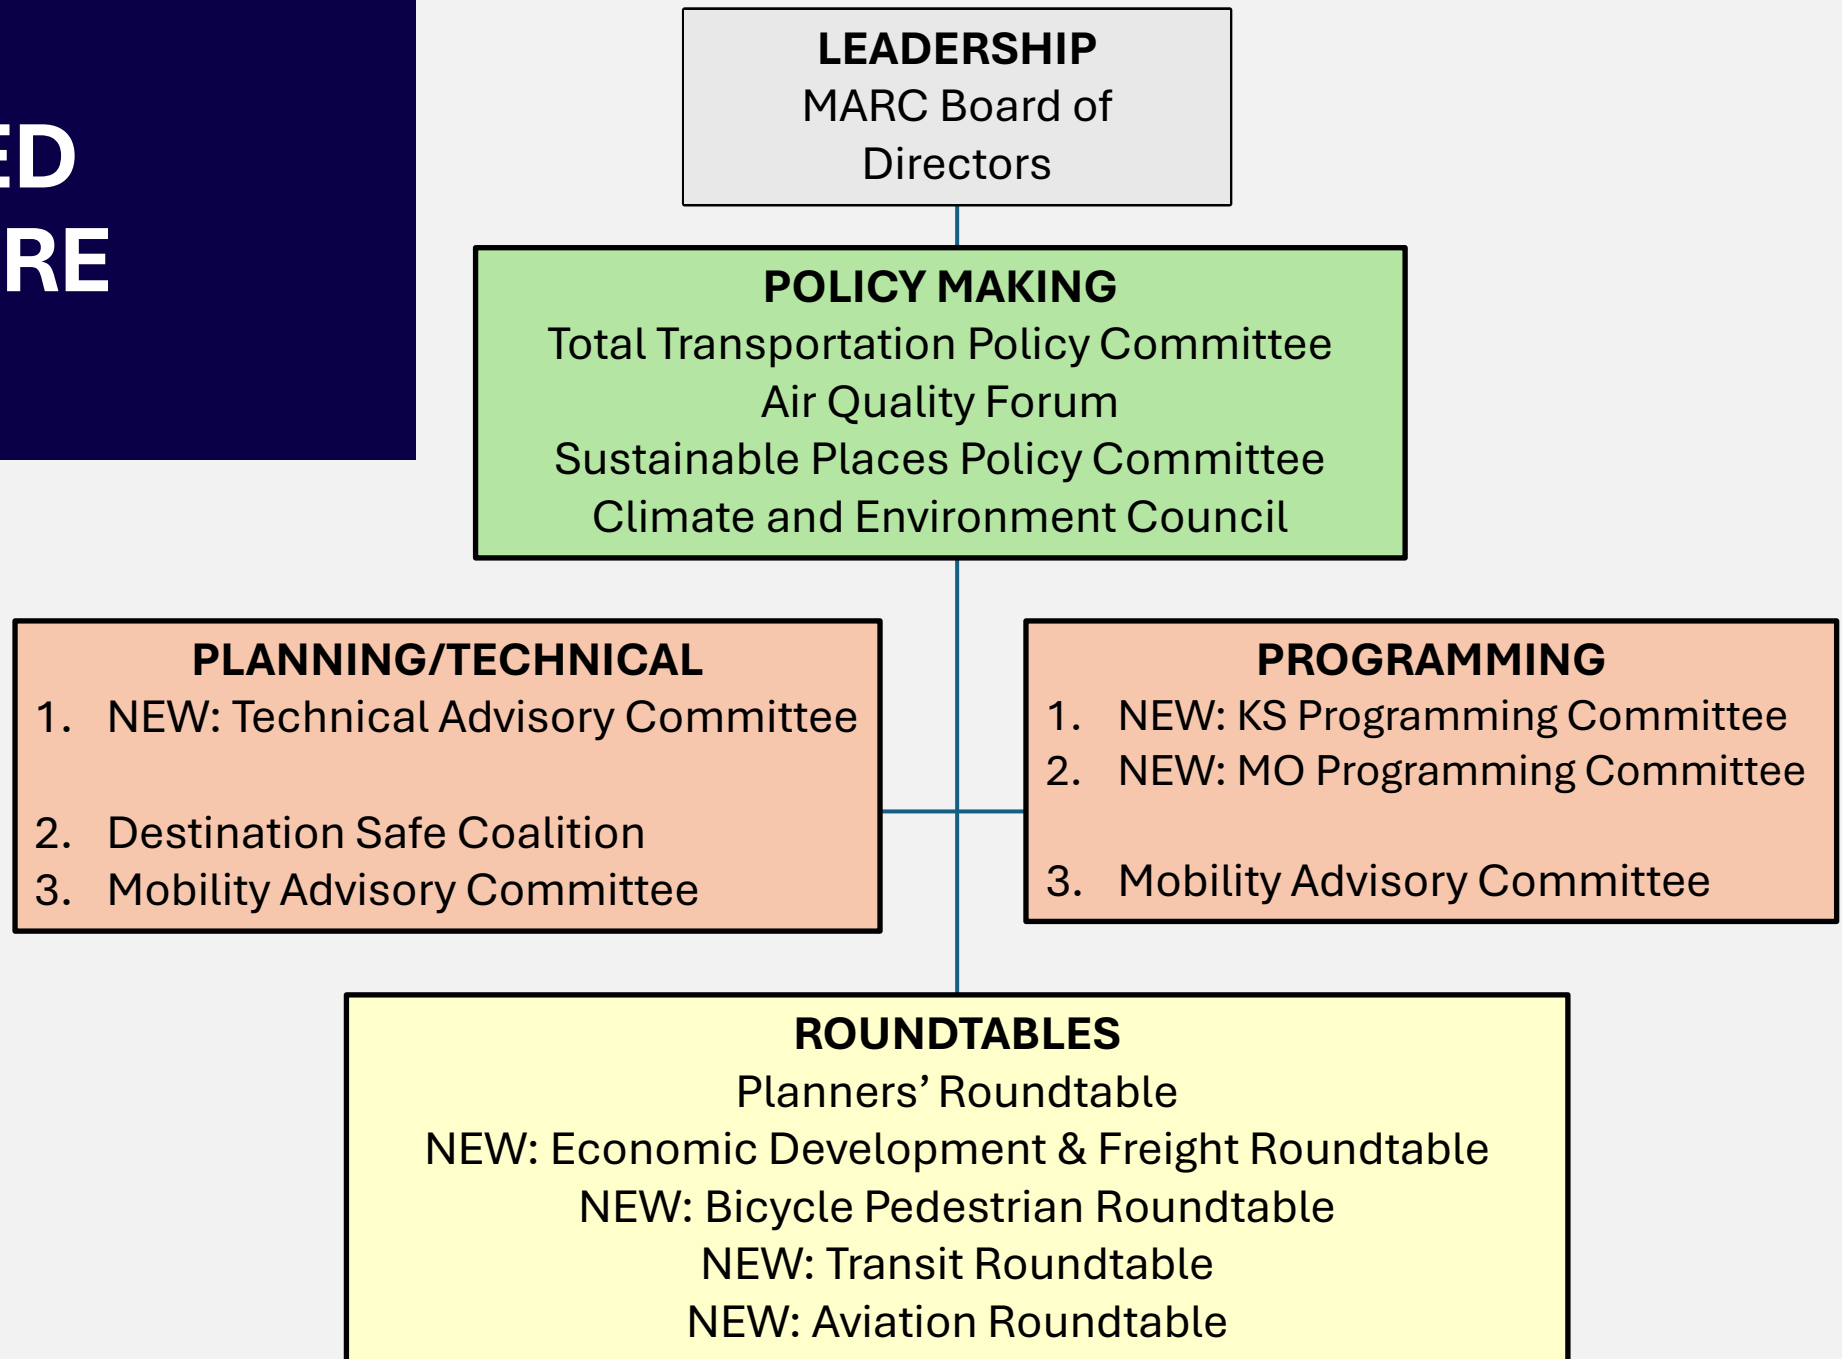 ED
RE
LEADERSHIP
MARC Board of
Directors
POLICY MAKING
Total Transportation Policy Committee
Air Quality Forum
Sustainable Places Policy Committee
Climate and Environment Council
PLANNING/TECHNICAL
1. NEW: Technical Advisory Committee
2. Destination Safe Coalition
3. Mobility Advisory Committee
PROGRAMMING
1. NEW: KS Programming Committee
2. NEW: MO Programming Committee
3. Mobility Advisory Committee
ROUNDTABLES
Planners’ Roundtable
NEW: Economic Development & Freight Roundtable
NEW: Bicycle Pedestrian Roundtable
NEW: Transit Roundtable
NEW: Aviation Roundtable